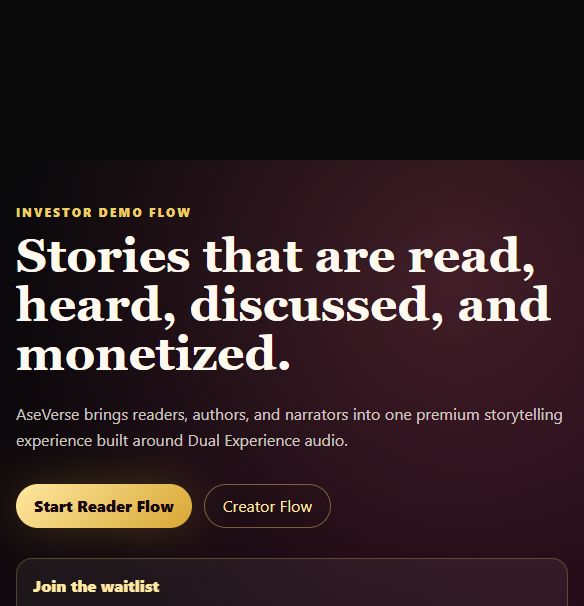 INVESTOR DEMO FLOW
Stories that are read,
heard, discussed, and
monetized.
AseVerse brings readers, authors, and narrators into one premium storytelling
experience built around Dual Experience audio.
Start Reader Flow
Creator Flow
Join the waitlist